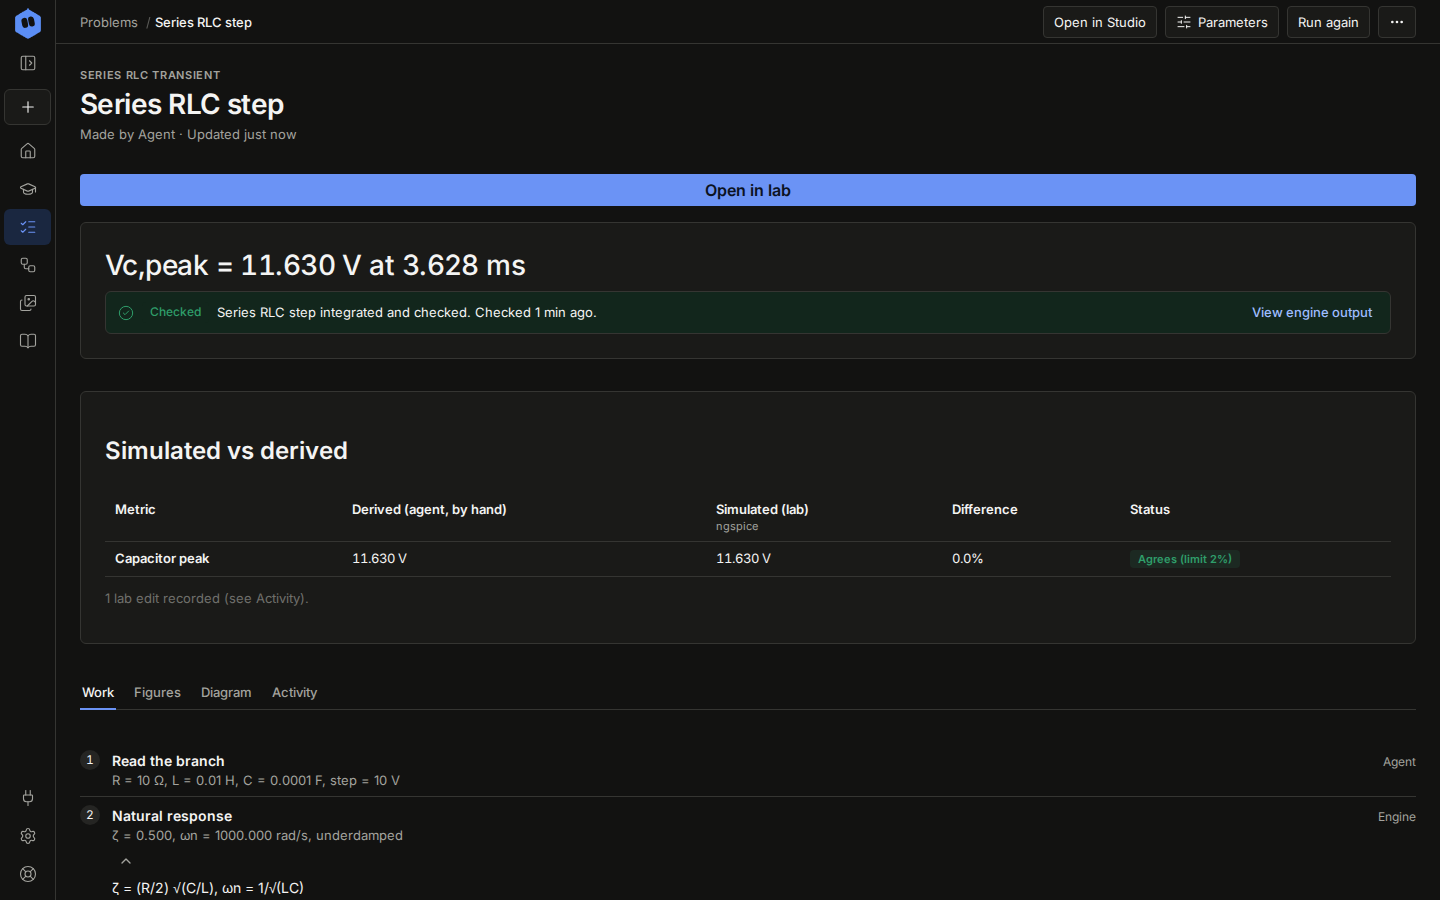 Problems / Series RLC step
Open in Studio
Parameters
Run again
SERIES RLC TRANSIENT
Series RLC step
Made by Agent · Updated just now
Open in lab
Vc,peak = 11.630 V at 3.628 ms
Checked Series RLC step integrated and checked. Checked 1 min ago. View engine output
Simulated vs derived
Metric Derived (agent, by hand) Simulated (lab) Difference Status
ngspice
Capacitor peak 11.630 V 11.630 V 0.0% Agrees (limit 2%)
1 lab edit recorded (see Activity).
Work Figures Diagram Activity
1 Read the branch Agent
R = 10 Ω, L = 0.01 H, C = 0.0001 F, step = 10 V
2 Natural response Engine
ζ = 0.500, ωn = 1000.000 rad/s, underdamped
ζ = (R/2) √(C/L), ωn = 1/√(LC)